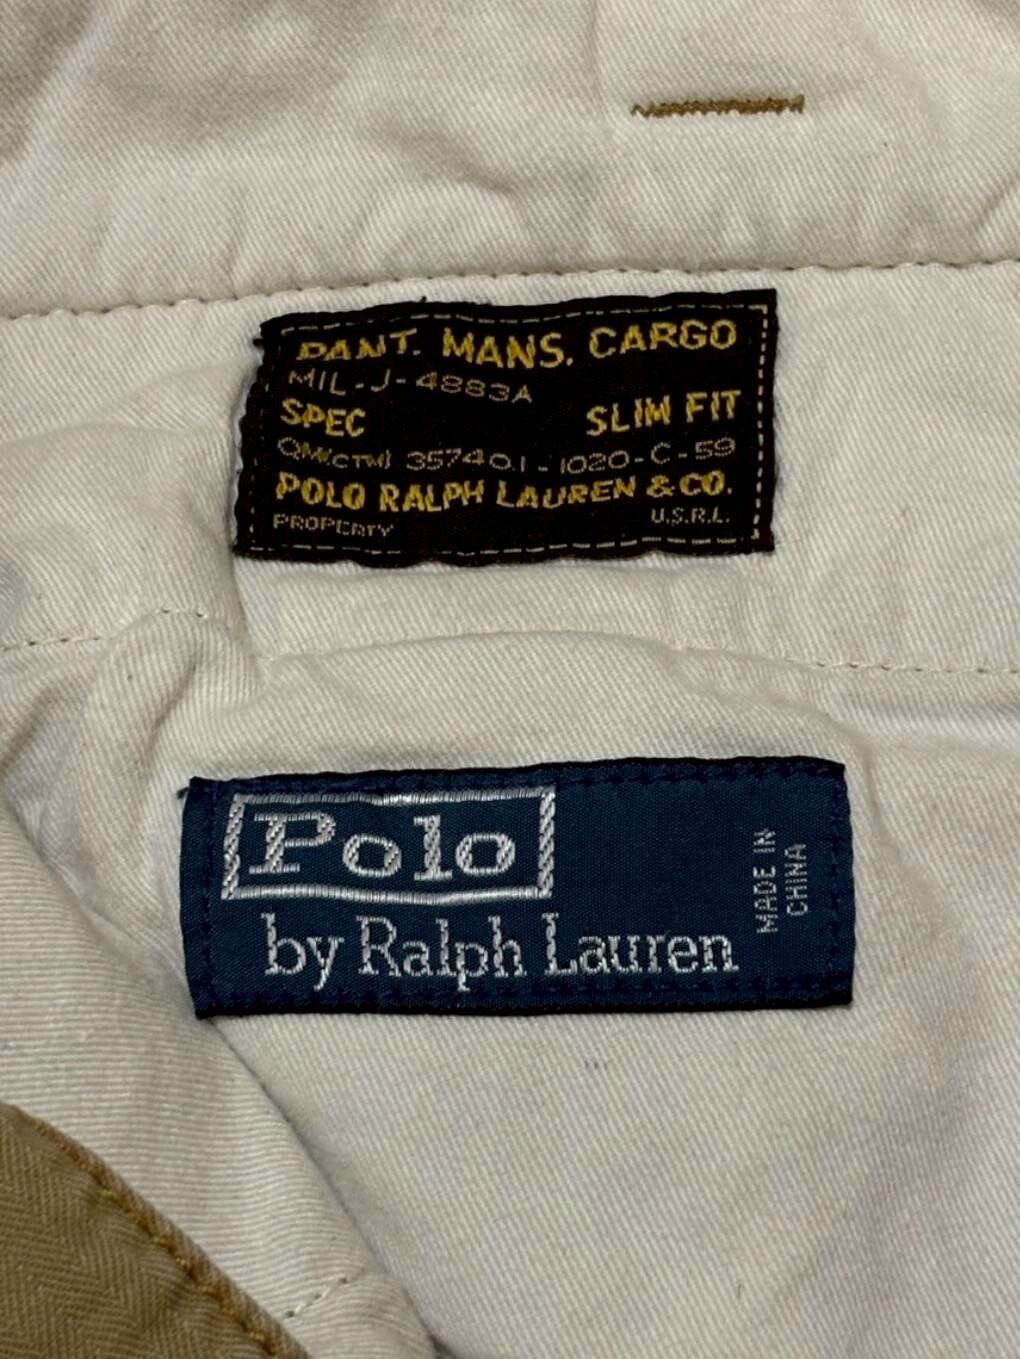 PANT. MANS. CARGO
MIL-J-4883A
SPEC SLIM FIT
QM(CTM) 35740.1-1020-C-59
POLO RALPH LAUREN & CO.
PROPERTY U.S.R.L.
Polo
by Ralph Lauren
MADE IN
CHINA